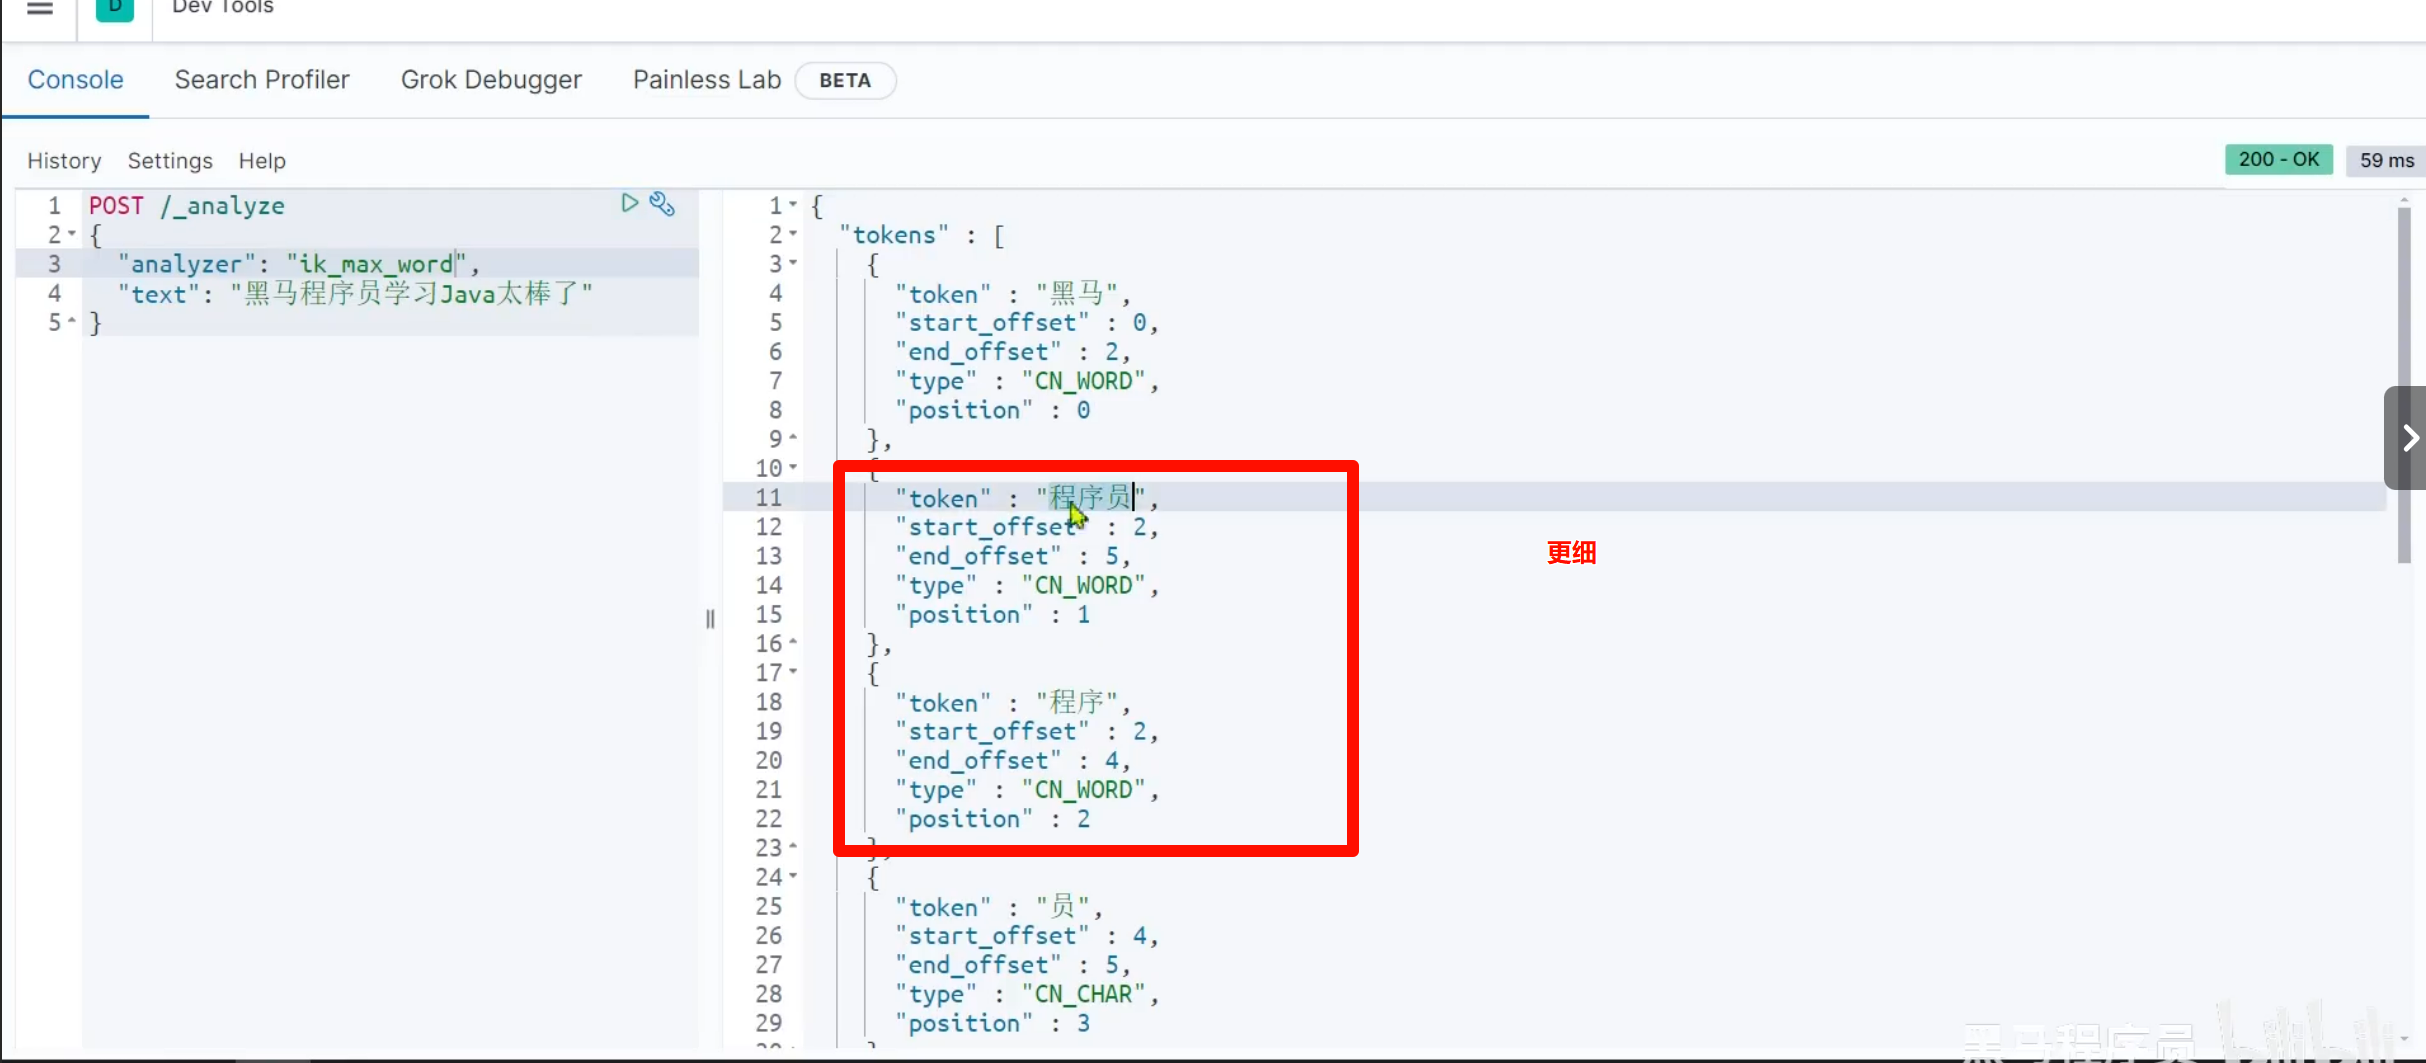 D Dev Tools
Console Search Profiler Grok Debugger Painless Lab BETA
History Settings Help 200 - OK 59 ms
1 POST /_analyze
2 {
3 "analyzer": "ik_max_word",
4 "text": "黑马程序员学习Java太棒了"
5 }
1 {
2 "tokens" : [
3 {
4 "token" : "黑马",
5 "start_offset" : 0,
6 "end_offset" : 2,
7 "type" : "CN_WORD",
8 "position" : 0
9 },
10 {
11 "token" : "程序员",
12 "start_offset" : 2,
13 "end_offset" : 5,
14 "type" : "CN_WORD",
15 "position" : 1
16 },
17 {
18 "token" : "程序",
19 "start_offset" : 2,
20 "end_offset" : 4,
21 "type" : "CN_WORD",
22 "position" : 2
23 },
24 {
25 "token" : "员",
26 "start_offset" : 4,
27 "end_offset" : 5,
28 "type" : "CN_CHAR",
29 "position" : 3
更细
黑马程序员